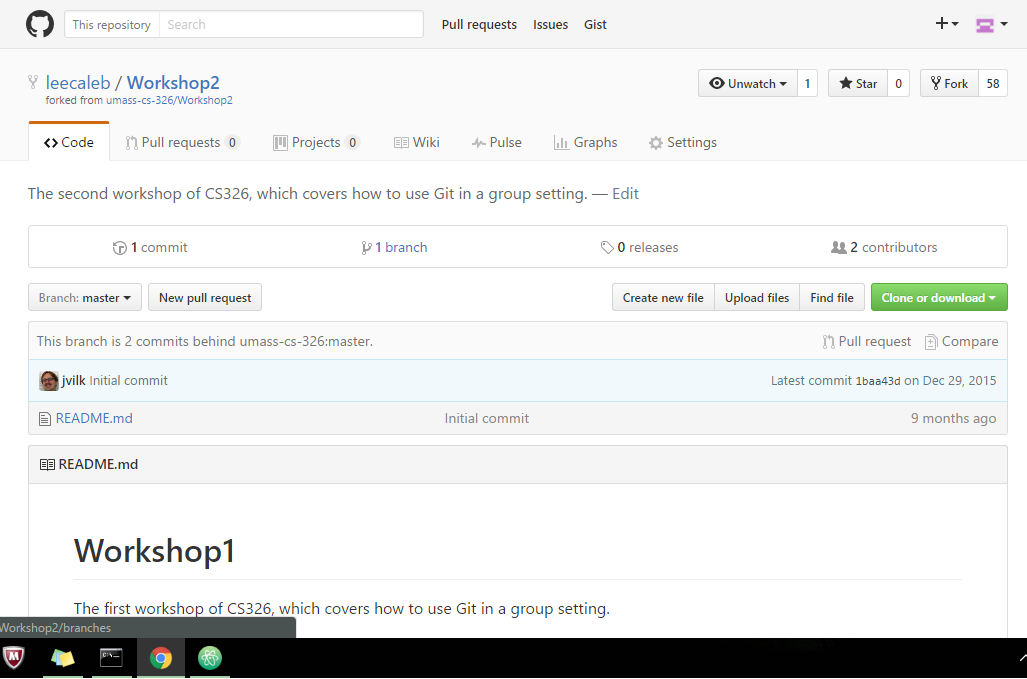 This repository Search Pull requests Issues Gist
leecaleb / Workshop2 Unwatch 1 Star 0 Fork 58
forked from umass-cs-326/Workshop2
Code Pull requests 0 Projects 0 Wiki Pulse Graphs Settings
The second workshop of CS326, which covers how to use Git in a group setting. — Edit
1 commit 1 branch 0 releases 2 contributors
Branch: master New pull request Create new file Upload files Find file Clone or download
This branch is 2 commits behind umass-cs-326:master. Pull request Compare
jvilk Initial commit Latest commit 1baa43d on Dec 29, 2015
README.md Initial commit 9 months ago
README.md
Workshop1
The first workshop of CS326, which covers how to use Git in a group setting.
Workshop2/branches